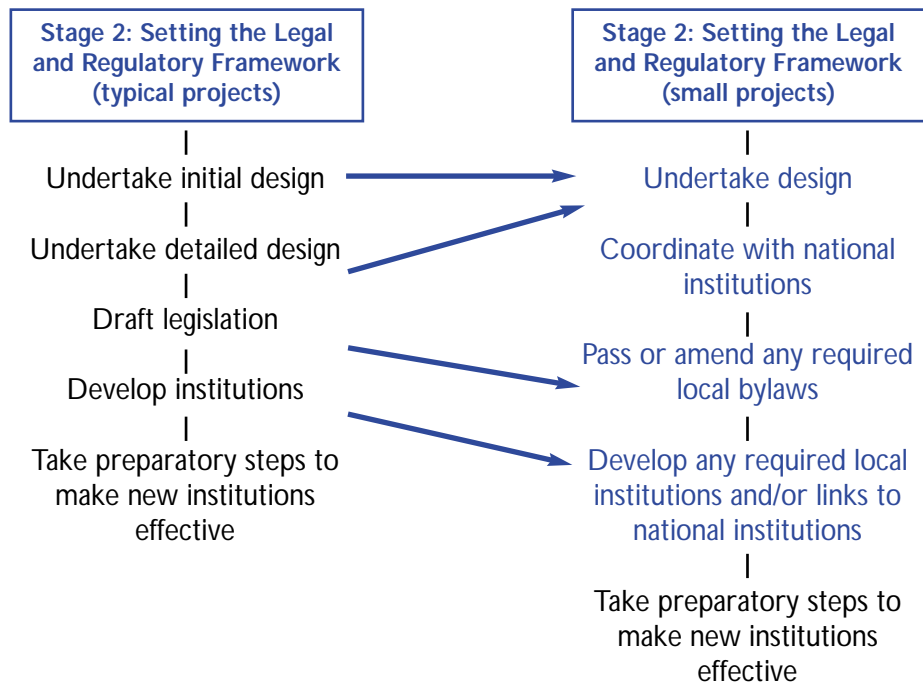 Stage 2: Setting the Legal
and Regulatory Framework
(typical projects)
Undertake initial design
Undertake detailed design
Draft legislation
Develop institutions
Take preparatory steps to
make new institutions
effective
Stage 2: Setting the Legal
and Regulatory Framework
(small projects)
Undertake design
Coordinate with national
institutions
Pass or amend any required
local bylaws
Develop any required local
institutions and/or links to
national institutions
Take preparatory steps to
make new institutions
effective